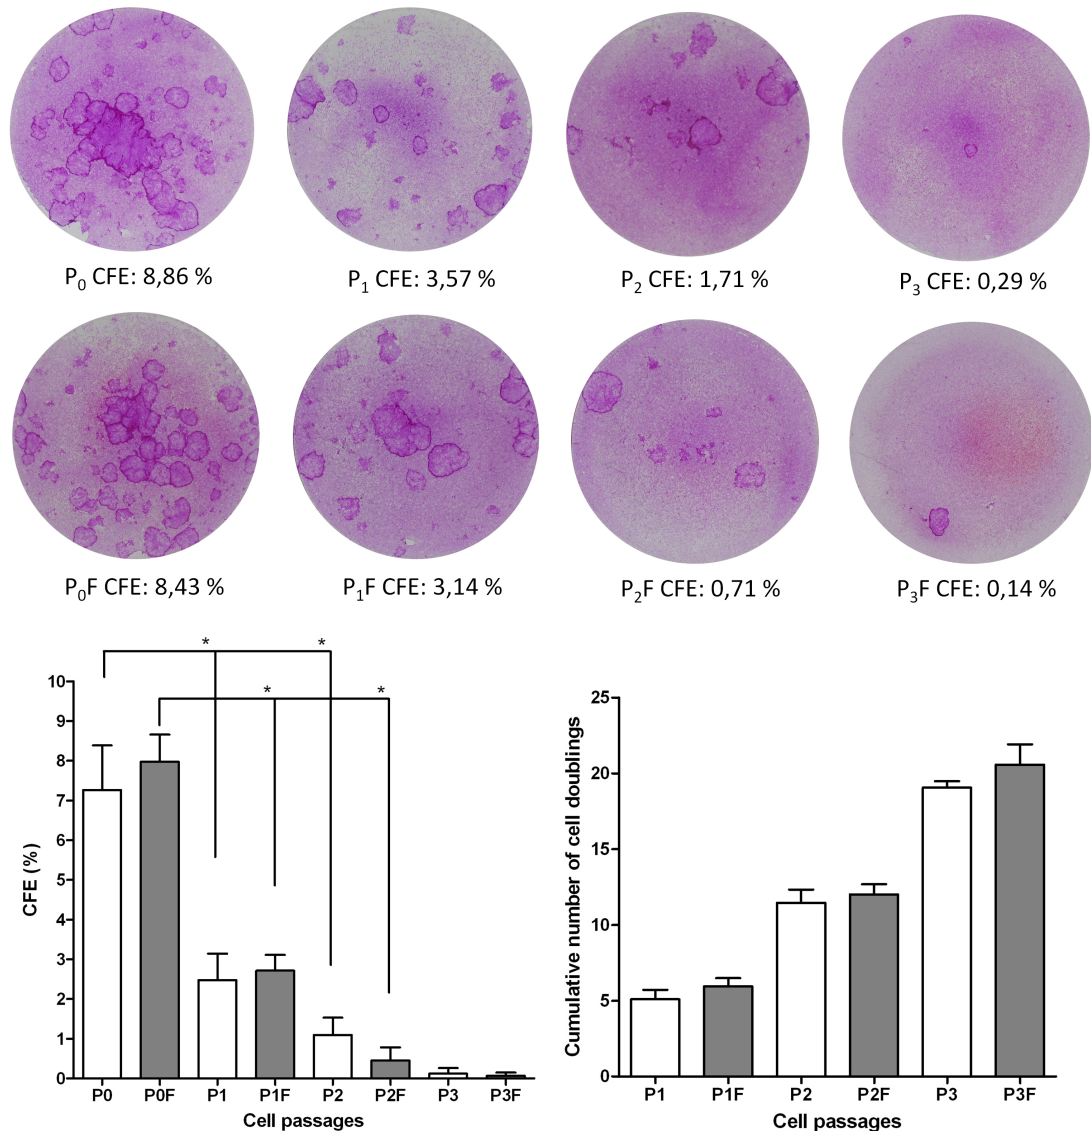 P0 CFE: 8,86 %
P1 CFE: 3,57 %
P2 CFE: 1,71 %
P3 CFE: 0,29 %
P0F CFE: 8,43 %
P1F CFE: 3,14 %
P2F CFE: 0,71 %
P3F CFE: 0,14 %
* *
* *
CFE (%)
10
9
8
7
6
5
4
3
2
1
0
P0 P0F P1 P1F P2 P2F P3 P3F
Cell passages
Cumulative number of cell doublings
25
20
15
10
5
0
P1 P1F P2 P2F P3 P3F
Cell passages